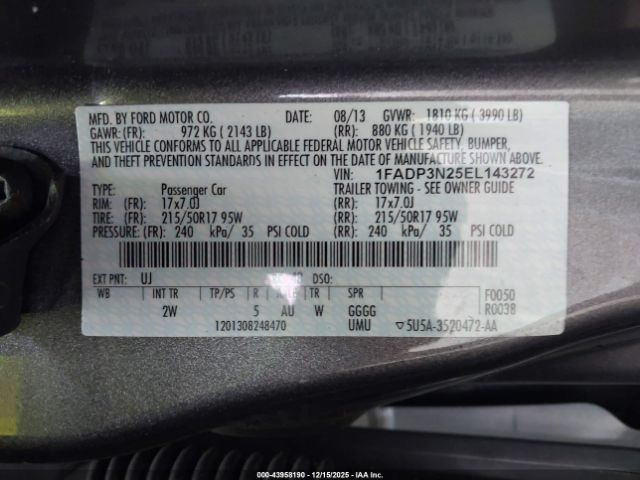 MFD. BY FORD MOTOR CO. DATE: 08/13 GVWR: 1810 KG ( 3990 LB)
GAWR: (FR) 972 KG ( 2143 LB) (RR) 880 KG ( 1940 LB)
THIS VEHICLE CONFORMS TO ALL APPLICABLE FEDERAL MOTOR VEHICLE SAFETY, BUMPER,
AND THEFT PREVENTION STANDARDS IN EFFECT ON THE DATE OF MANUFACTURE SHOWN ABOVE.
VIN: 1FADP3N25EL143272
TYPE: Passenger Car TRAILER TOWING - SEE OWNER GUIDE
RIM: (FR) 17x7.0J (RR) 17x7.0J
TIRE: (FR) 215/50R17 95W (RR) 215/50R17 95W
PRESSURE: (FR) 240 kPa/ 35 PSI COLD (RR) 240 kPa/ 35 PSI COLD
EXT PNT: UJ DSO:
WB INT TR TP/PS R AXLE TR SPR F0050
2W 5 AU W GGGG R0038
1201308248470 UMU ▽5U5A-3520472-AA
000-43958190 - 12/15/2025 - IAA Inc.